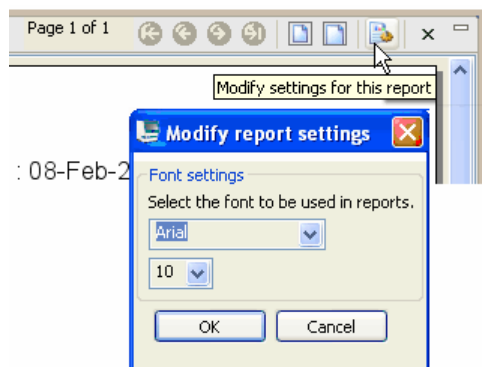 Page 1 of 1
Modify settings for this report
Modify report settings
: 08-Feb-2
Font settings
Select the font to be used in reports.
Arial
10
OK
Cancel